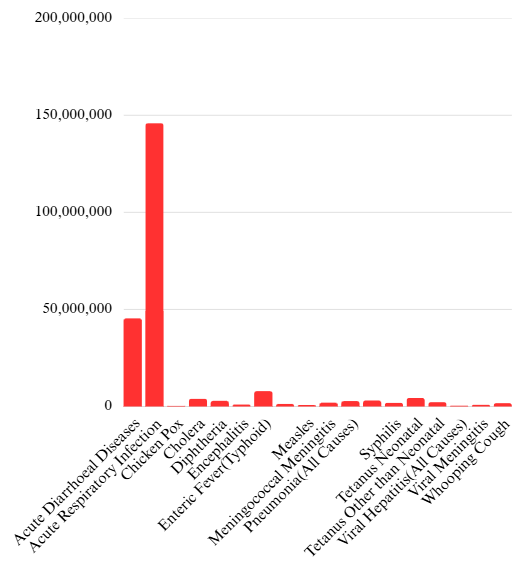 200,000,000
150,000,000
100,000,000
50,000,000
0
Acute Diarrhoeal Diseases
Acute Respiratory Infection
Chicken Pox
Cholera
Diphtheria
Encephalitis
Enteric Fever(Typhoid)
Measles
Meningococcal Meningitis
Pneumonia(All Causes)
Syphilis
Tetanus Neonatal
Tetanus Other than Neonatal
Viral Hepatitis(All Causes)
Viral Meningitis
Whooping Cough